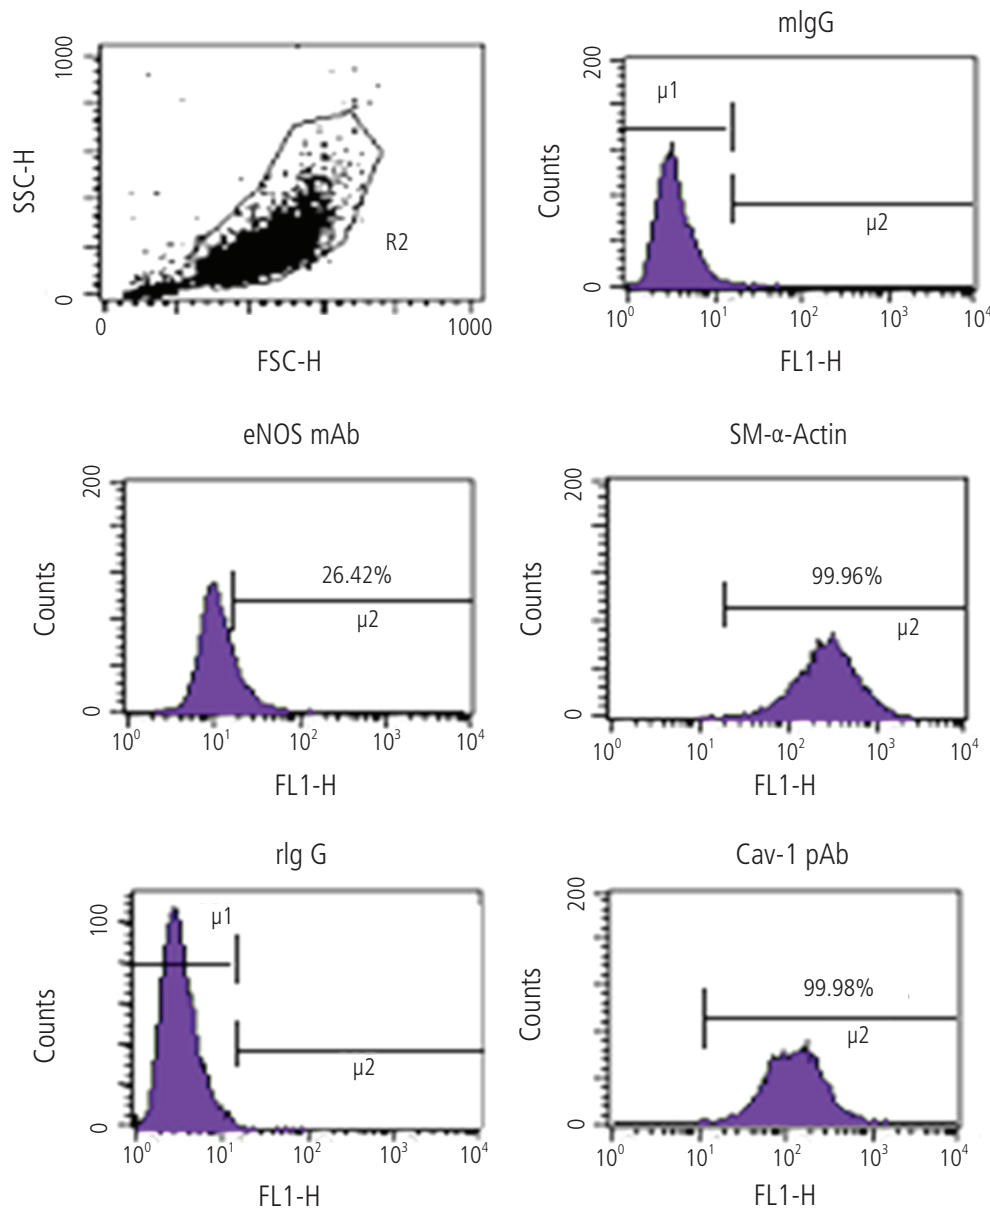 1000
SSC-H
0
R2
0
1000
FSC-H
mIgG
200
µ1
Counts
µ2
0
10⁰
10¹
10²
10³
10⁴
FL1-H
eNOS mAb
200
26.42%
Counts
µ2
0
10⁰
10¹
10²
10³
10⁴
FL1-H
SM-α-Actin
200
99.96%
Counts
µ2
0
10⁰
10¹
10²
10³
10⁴
FL1-H
rIg G
100
µ1
Counts
µ2
0
10⁰
10¹
10²
10³
10⁴
FL1-H
Cav-1 pAb
200
99.98%
Counts
µ2
0
10⁰
10¹
10²
10³
10⁴
FL1-H